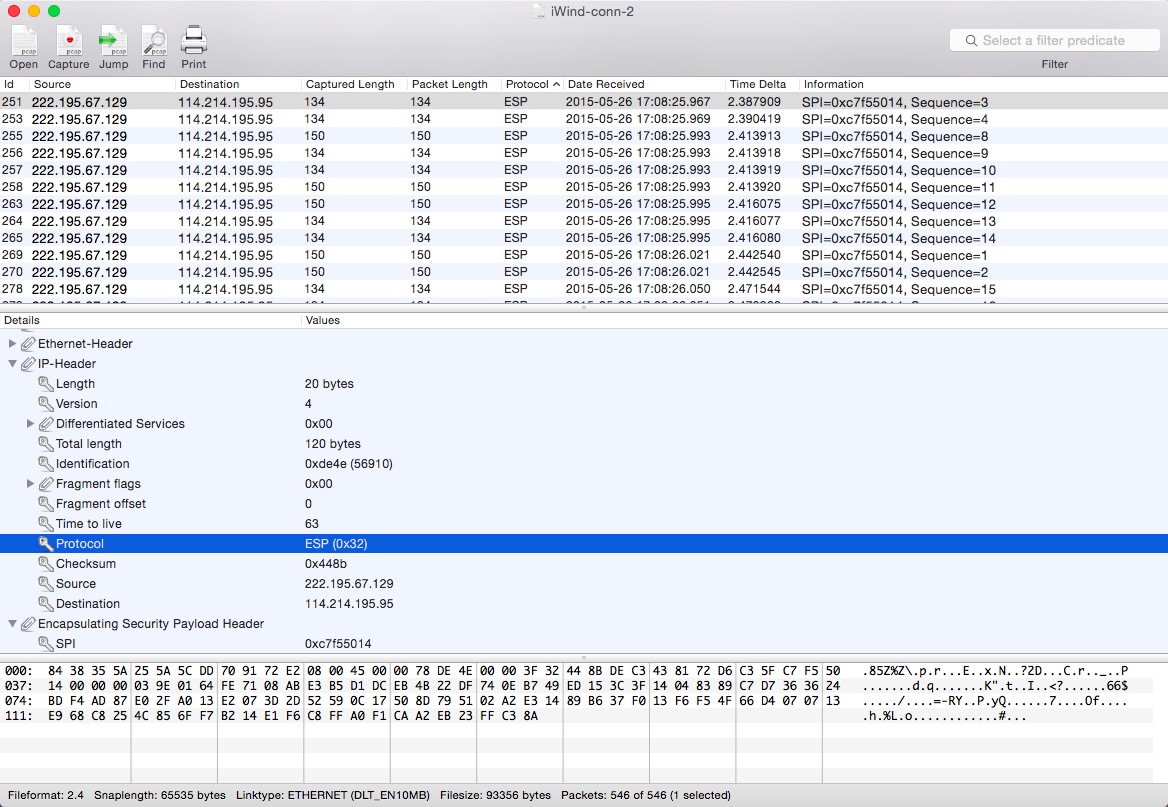 iWind-conn-2
pcap pcap pcap pcap
Open Capture Jump Find Print
Select a filter predicate
Filter
Id Source Destination Captured Length Packet Length Protocol Date Received Time Delta Information
251 222.195.67.129 114.214.195.95 134 134 ESP 2015-05-26 17:08:25.967 2.387909 SPI=0xc7f55014, Sequence=3
253 222.195.67.129 114.214.195.95 134 134 ESP 2015-05-26 17:08:25.969 2.390419 SPI=0xc7f55014, Sequence=4
255 222.195.67.129 114.214.195.95 150 150 ESP 2015-05-26 17:08:25.993 2.413913 SPI=0xc7f55014, Sequence=8
256 222.195.67.129 114.214.195.95 134 134 ESP 2015-05-26 17:08:25.993 2.413918 SPI=0xc7f55014, Sequence=9
257 222.195.67.129 114.214.195.95 134 134 ESP 2015-05-26 17:08:25.993 2.413919 SPI=0xc7f55014, Sequence=10
258 222.195.67.129 114.214.195.95 150 150 ESP 2015-05-26 17:08:25.993 2.413920 SPI=0xc7f55014, Sequence=11
263 222.195.67.129 114.214.195.95 150 150 ESP 2015-05-26 17:08:25.995 2.416075 SPI=0xc7f55014, Sequence=12
264 222.195.67.129 114.214.195.95 134 134 ESP 2015-05-26 17:08:25.995 2.416077 SPI=0xc7f55014, Sequence=13
265 222.195.67.129 114.214.195.95 134 134 ESP 2015-05-26 17:08:25.995 2.416080 SPI=0xc7f55014, Sequence=14
269 222.195.67.129 114.214.195.95 150 150 ESP 2015-05-26 17:08:26.021 2.442540 SPI=0xc7f55014, Sequence=1
270 222.195.67.129 114.214.195.95 150 150 ESP 2015-05-26 17:08:26.021 2.442545 SPI=0xc7f55014, Sequence=2
278 222.195.67.129 114.214.195.95 134 134 ESP 2015-05-26 17:08:26.050 2.471544 SPI=0xc7f55014, Sequence=15
Details Values
Ethernet-Header
IP-Header
Length 20 bytes
Version 4
Differentiated Services 0x00
Total length 120 bytes
Identification 0xde4e (56910)
Fragment flags 0x00
Fragment offset 0
Time to live 63
Protocol ESP (0x32)
Checksum 0x448b
Source 222.195.67.129
Destination 114.214.195.95
Encapsulating Security Payload Header
SPI 0xc7f55014
000: 84 38 35 5A 25 5A 5C DD 70 91 72 E2 08 00 45 00 00 78 DE 4E 00 00 3F 32 44 8B DE C3 43 81 72 D6 C3 5F C7 F5 50 .85Z%Z\.p.r...E..x.N..?2D...C.r.._..P
037: 14 00 00 00 03 9E 01 64 FE 71 08 AB E3 B5 D1 DC EB 4B 22 DF 74 0E B7 49 ED 15 3C 3F 14 04 83 89 C7 D7 36 36 24 .......d.q.......K".t..I..<?......66$
074: BD F4 AD 87 E0 2F A0 13 E2 07 3D 2D 52 59 0C 17 50 8D 79 51 02 A2 E3 14 89 B6 37 F0 13 F6 F5 4F 66 D4 07 07 13 ...../....=-RY..P.yQ......7....Of....
111: E9 68 C8 25 4C 85 6F F7 B2 14 E1 F6 C8 FF A0 F1 CA A2 EB 23 FF C3 8A .h.%L.o............#...
Fileformat: 2.4 Snaplength: 65535 bytes Linktype: ETHERNET (DLT_EN10MB) Filesize: 93356 bytes Packets: 546 of 546 (1 selected)